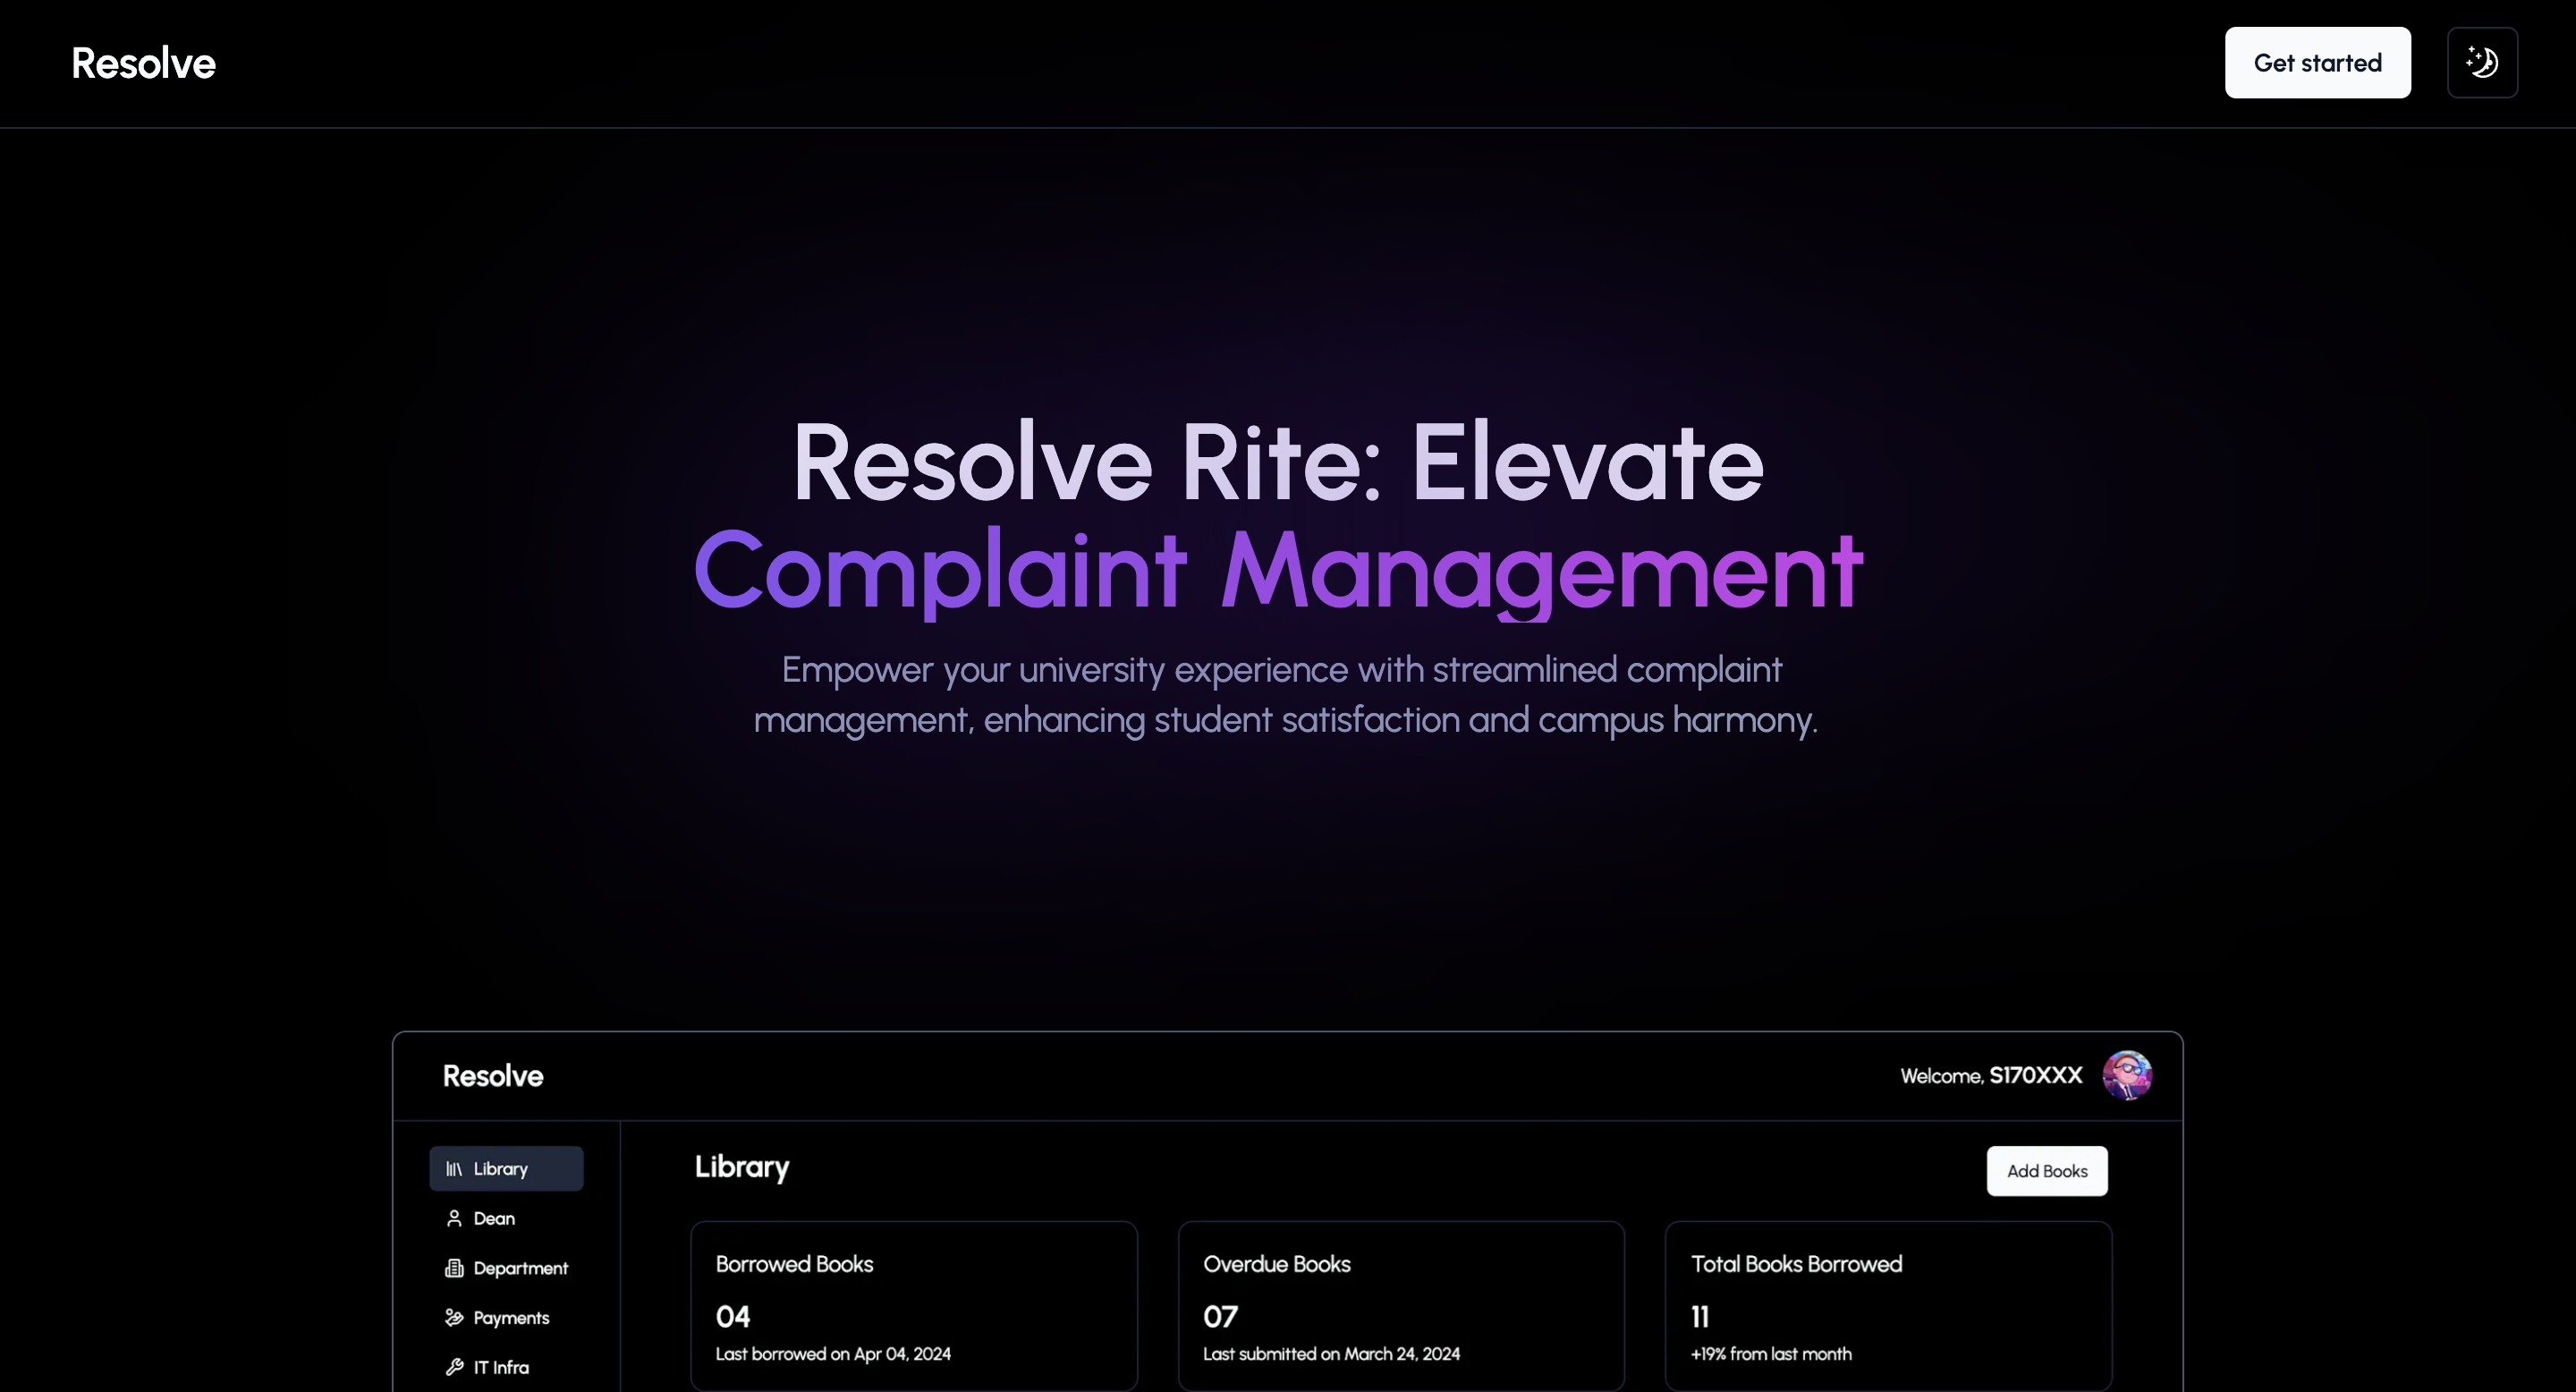 Resolve
Get started
Resolve Rite: Elevate
Complaint Management
Empower your university experience with streamlined complaint
management, enhancing student satisfaction and campus harmony.
Resolve
Welcome, S170XXX
Library
Dean
Department
Payments
IT Infra
Library
Add Books
Borrowed Books
04
Last borrowed on Apr 04, 2024
Overdue Books
07
Last submitted on March 24, 2024
Total Books Borrowed
11
+19% from last month